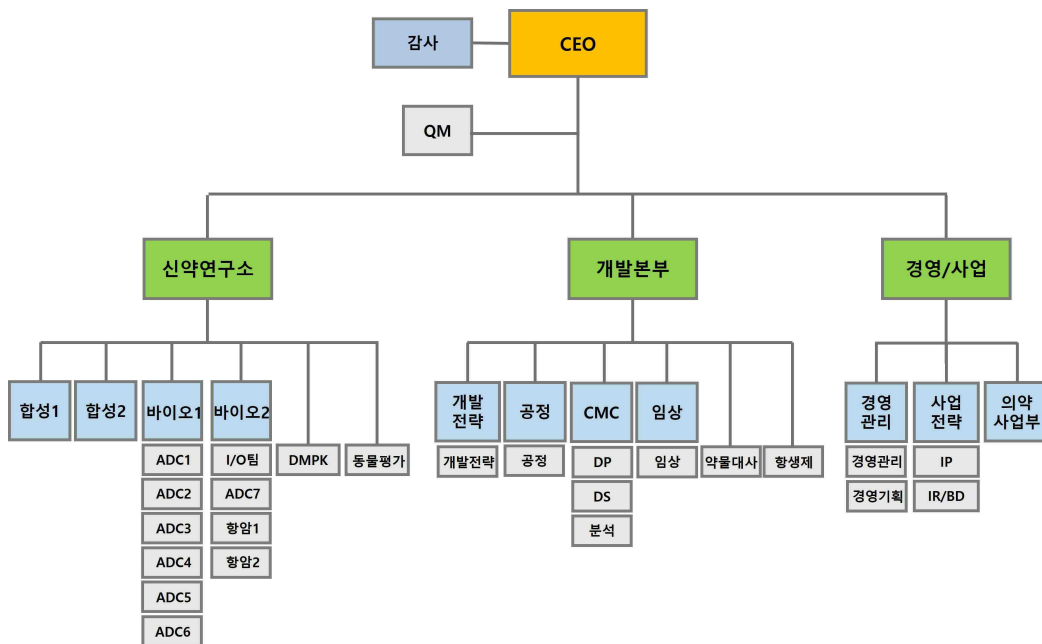 감사
CEO
QM
신약연구소
개발본부
경영/사업
합성1
합성2
바이오1
바이오2
개발
전략
공정
CMC
임상
경영
관리
사업
전략
의약
사업부
ADC1
I/O팀
DMPK
동물평가
개발전략
공정
DP
임상
약물대사
항생제
경영관리
IP
ADC2
ADC7
DS
경영기획
IR/BD
ADC3
항암1
분석
ADC4
항암2
ADC5
ADC6